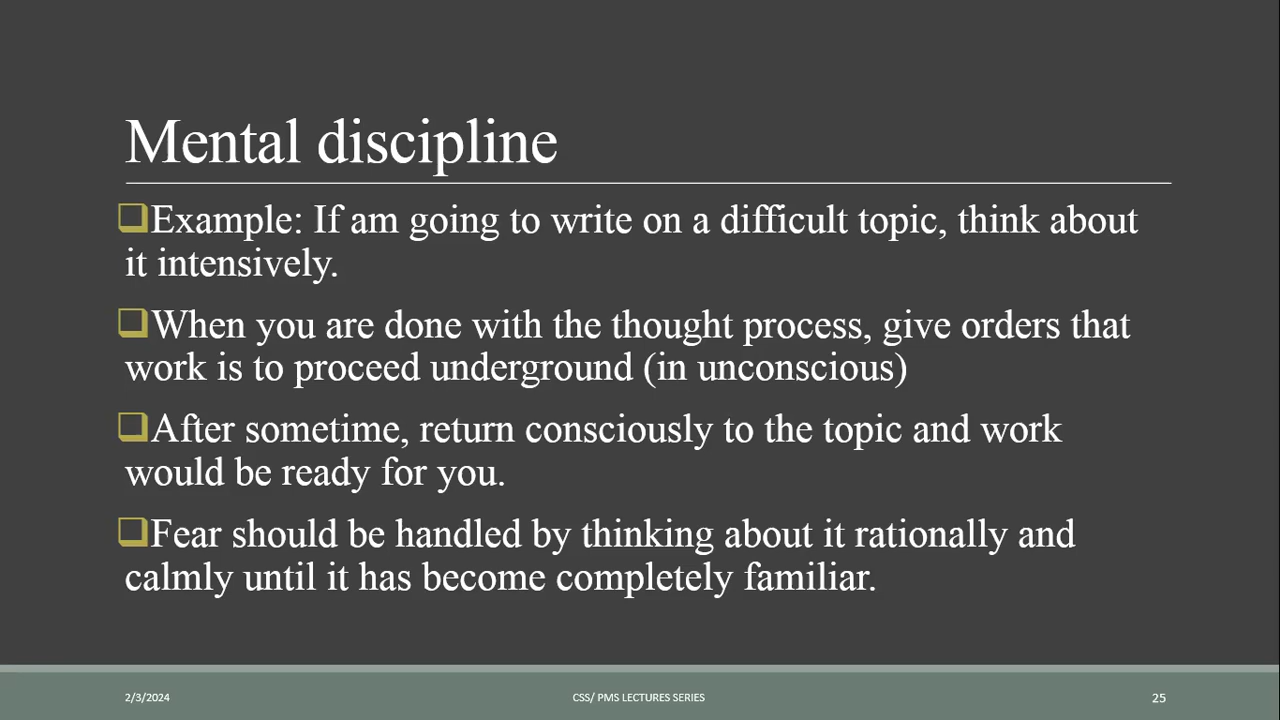 Mental discipline
Example: If am going to write on a difficult topic, think about
it intensively.
When you are done with the thought process, give orders that
work is to proceed underground (in unconscious)
After sometime, return consciously to the topic and work
would be ready for you.
Fear should be handled by thinking about it rationally and
calmly until it has become completely familiar.
2/3/2024
CSS/ PMS LECTURES SERIES
25